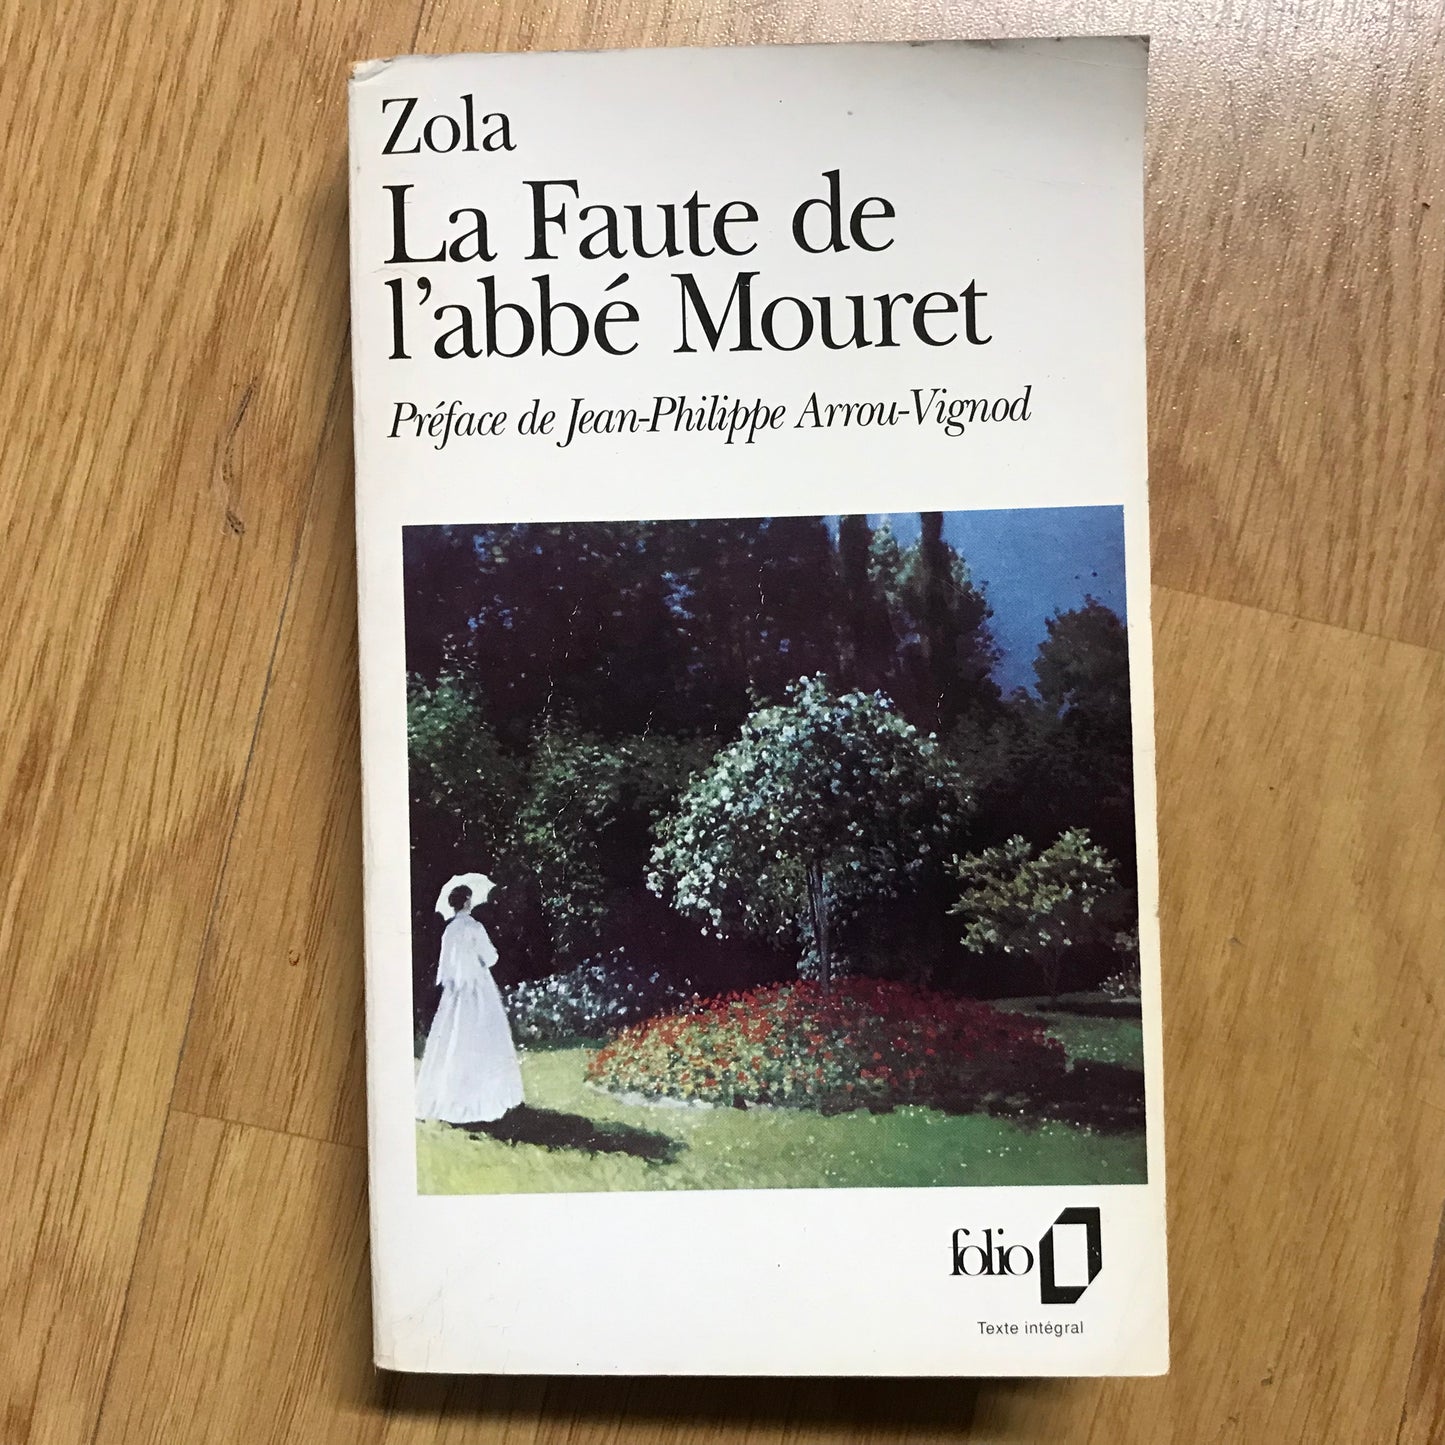 Zola
La Faute de
l'abbé Mouret
Préface de Jean-Philippe Arrou-Vignod
folio
Texte intégral